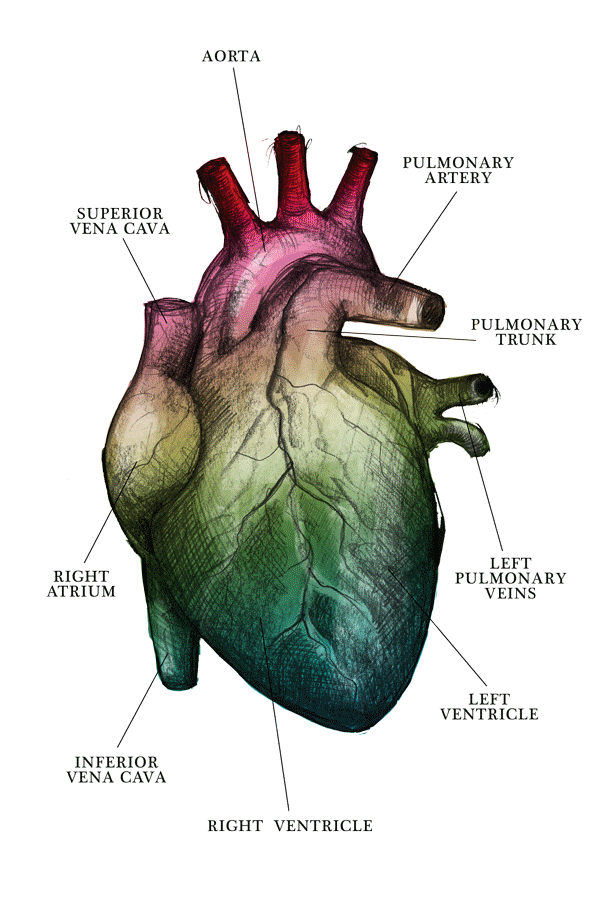 AORTA
PULMONARY
ARTERY
SUPERIOR
VENA CAVA
PULMONARY
TRUNK
LEFT
PULMONARY
VEINS
RIGHT
ATRIUM
LEFT
VENTRICLE
INFERIOR
VENA CAVA
RIGHT VENTRICLE